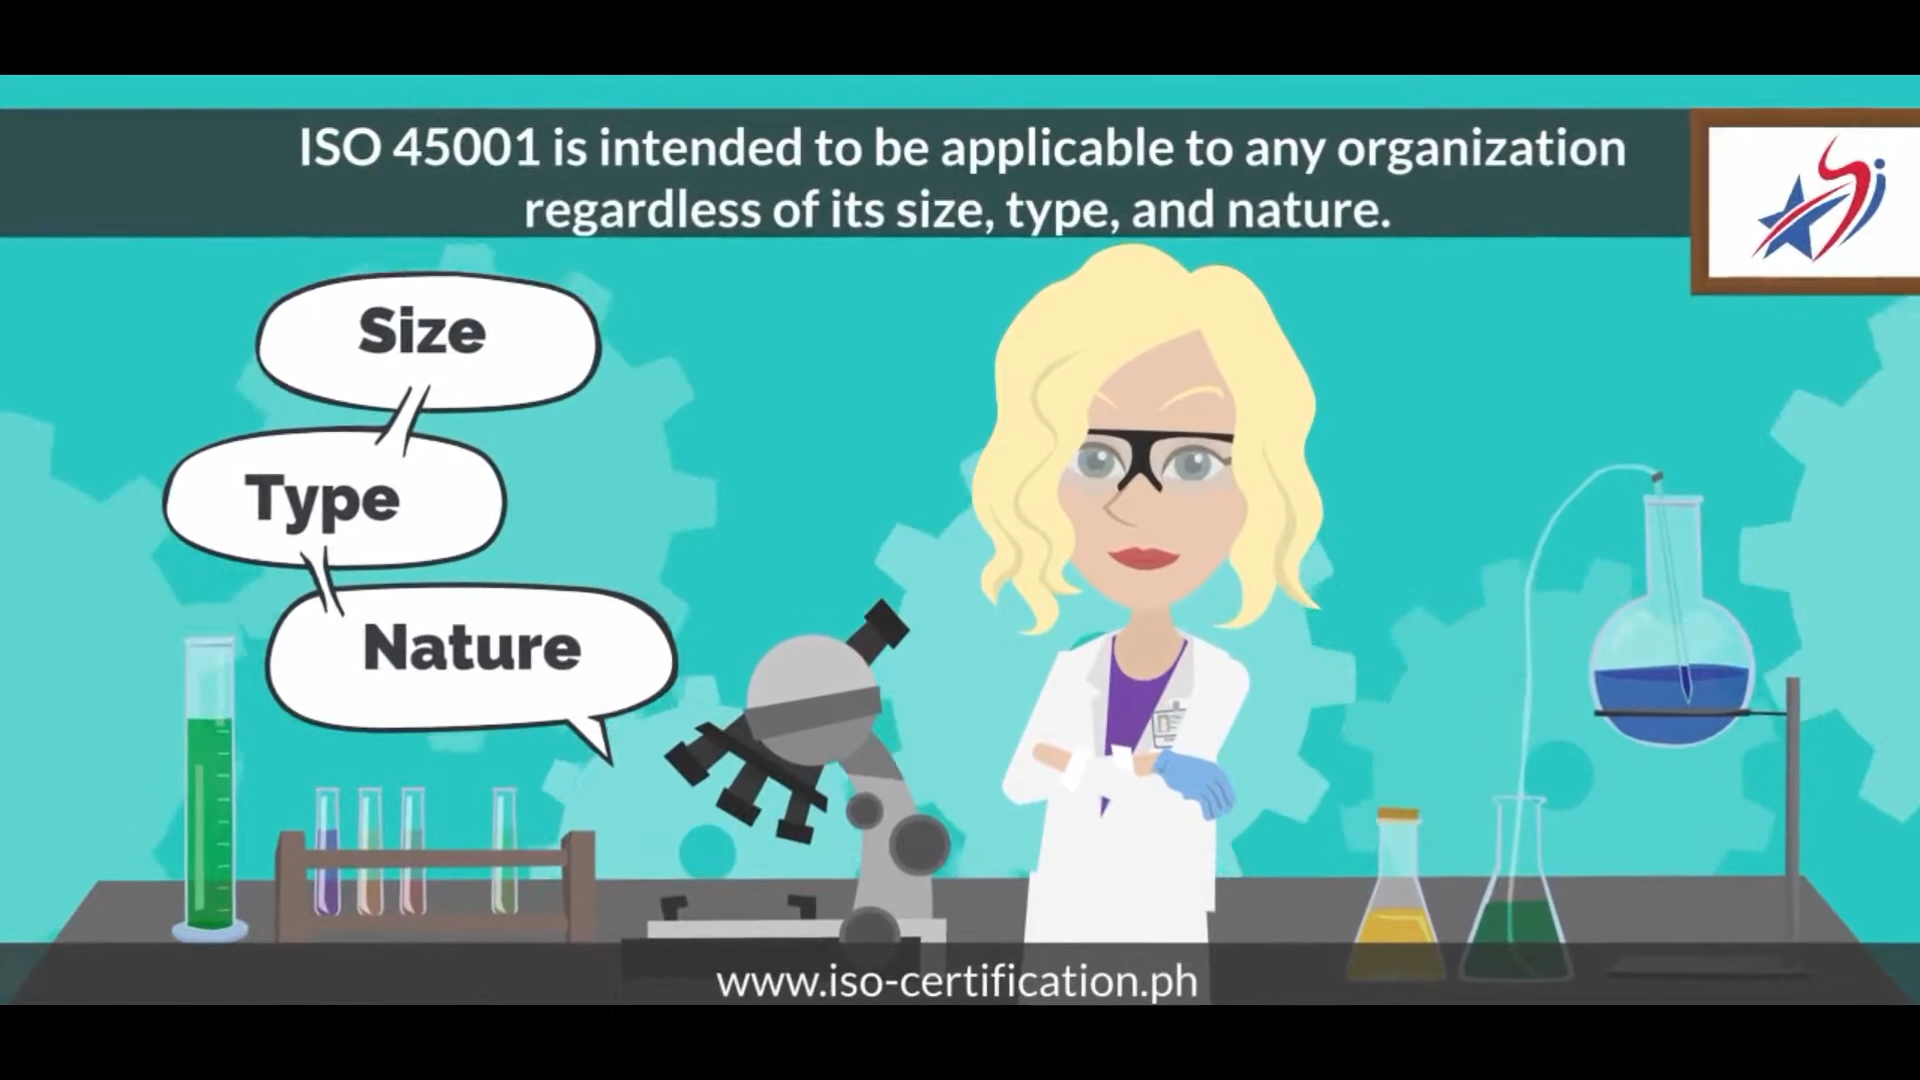 ISO 45001 is intended to be applicable to any organization
regardless of its size, type, and nature.
Size
Type
Nature
www.iso-certification.ph